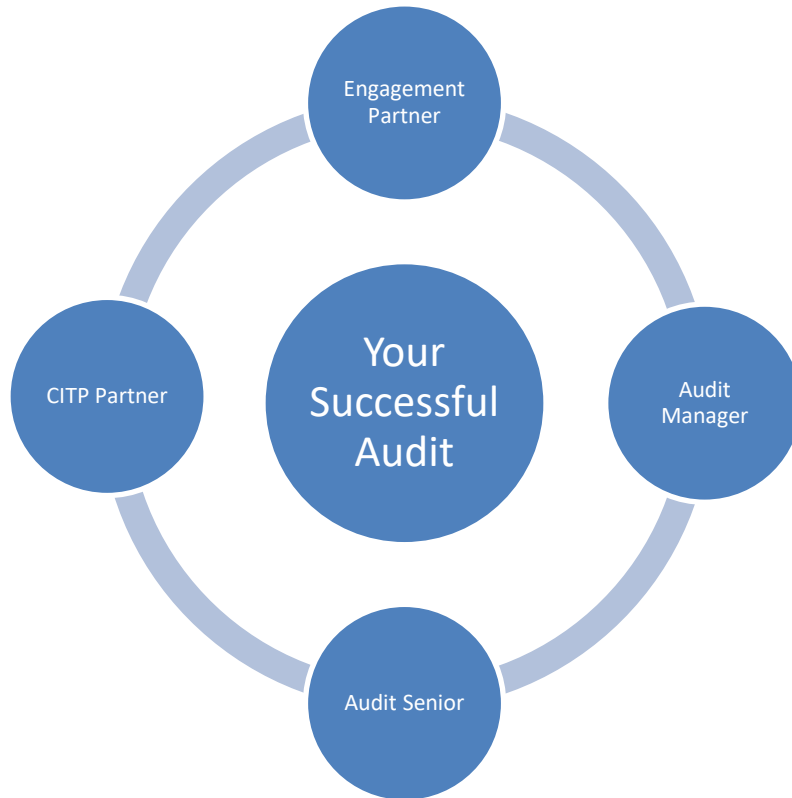 Engagement
Partner
CITP Partner
Your
Successful
Audit
Audit
Manager
Audit Senior